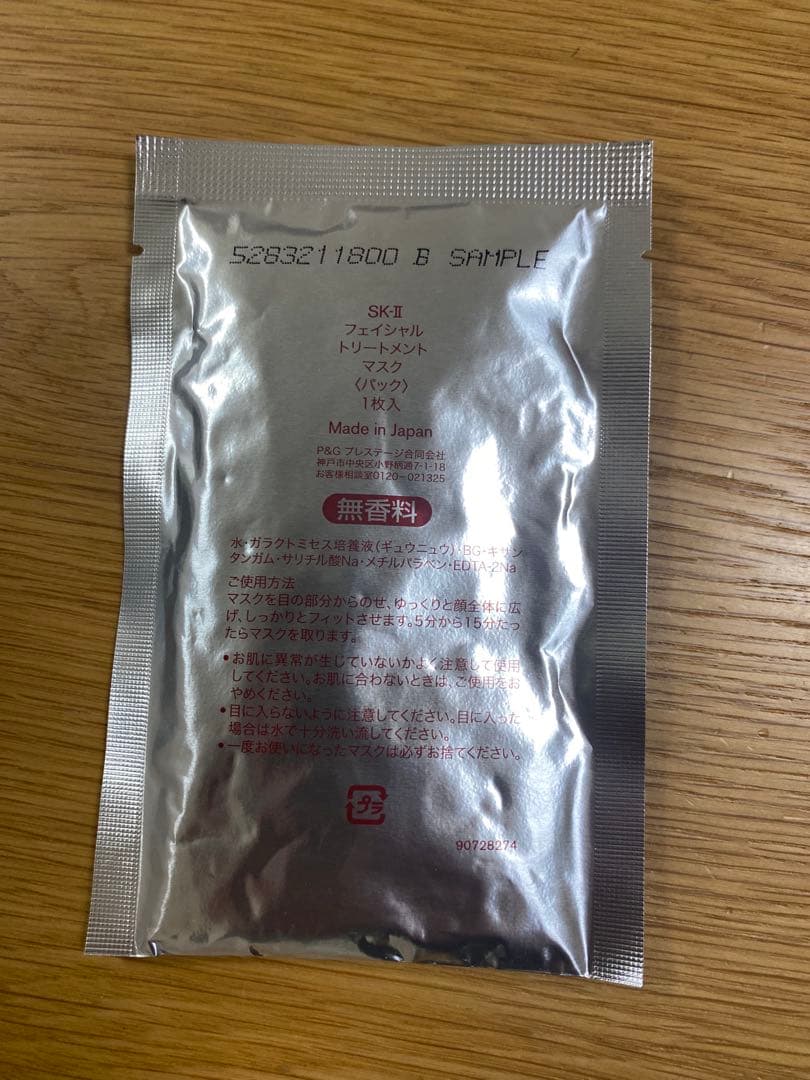 5283211800 B SAMPLE
SK-II
フェイシャル
トリートメント
マスク
〈パック〉
1枚入
Made in Japan
P&G プレステージ合同会社
神戸市中央区小野柄通7-1-18
お客様相談室0120-021325
無香料
水・ガラクトミセス培養液(ギュウニュウ)・BG・キサン
タンガム・サリチル酸Na・メチルパラベン・EDTA-2Na
ご使用方法
マスクを目の部分からのせ、ゆっくりと顔全体に広
げ、しっかりとフィットさせます。5分から15分たっ
たらマスクを取ります。
•お肌に異常が生じていないかよく注意して使用
してください。お肌に合わないときは、ご使用をお
やめください。
•目に入らないように注意してください。目に入った
場合は水で十分洗い流してください。
•一度お使いになったマスクは必ずお捨てください。
プラ
90728274